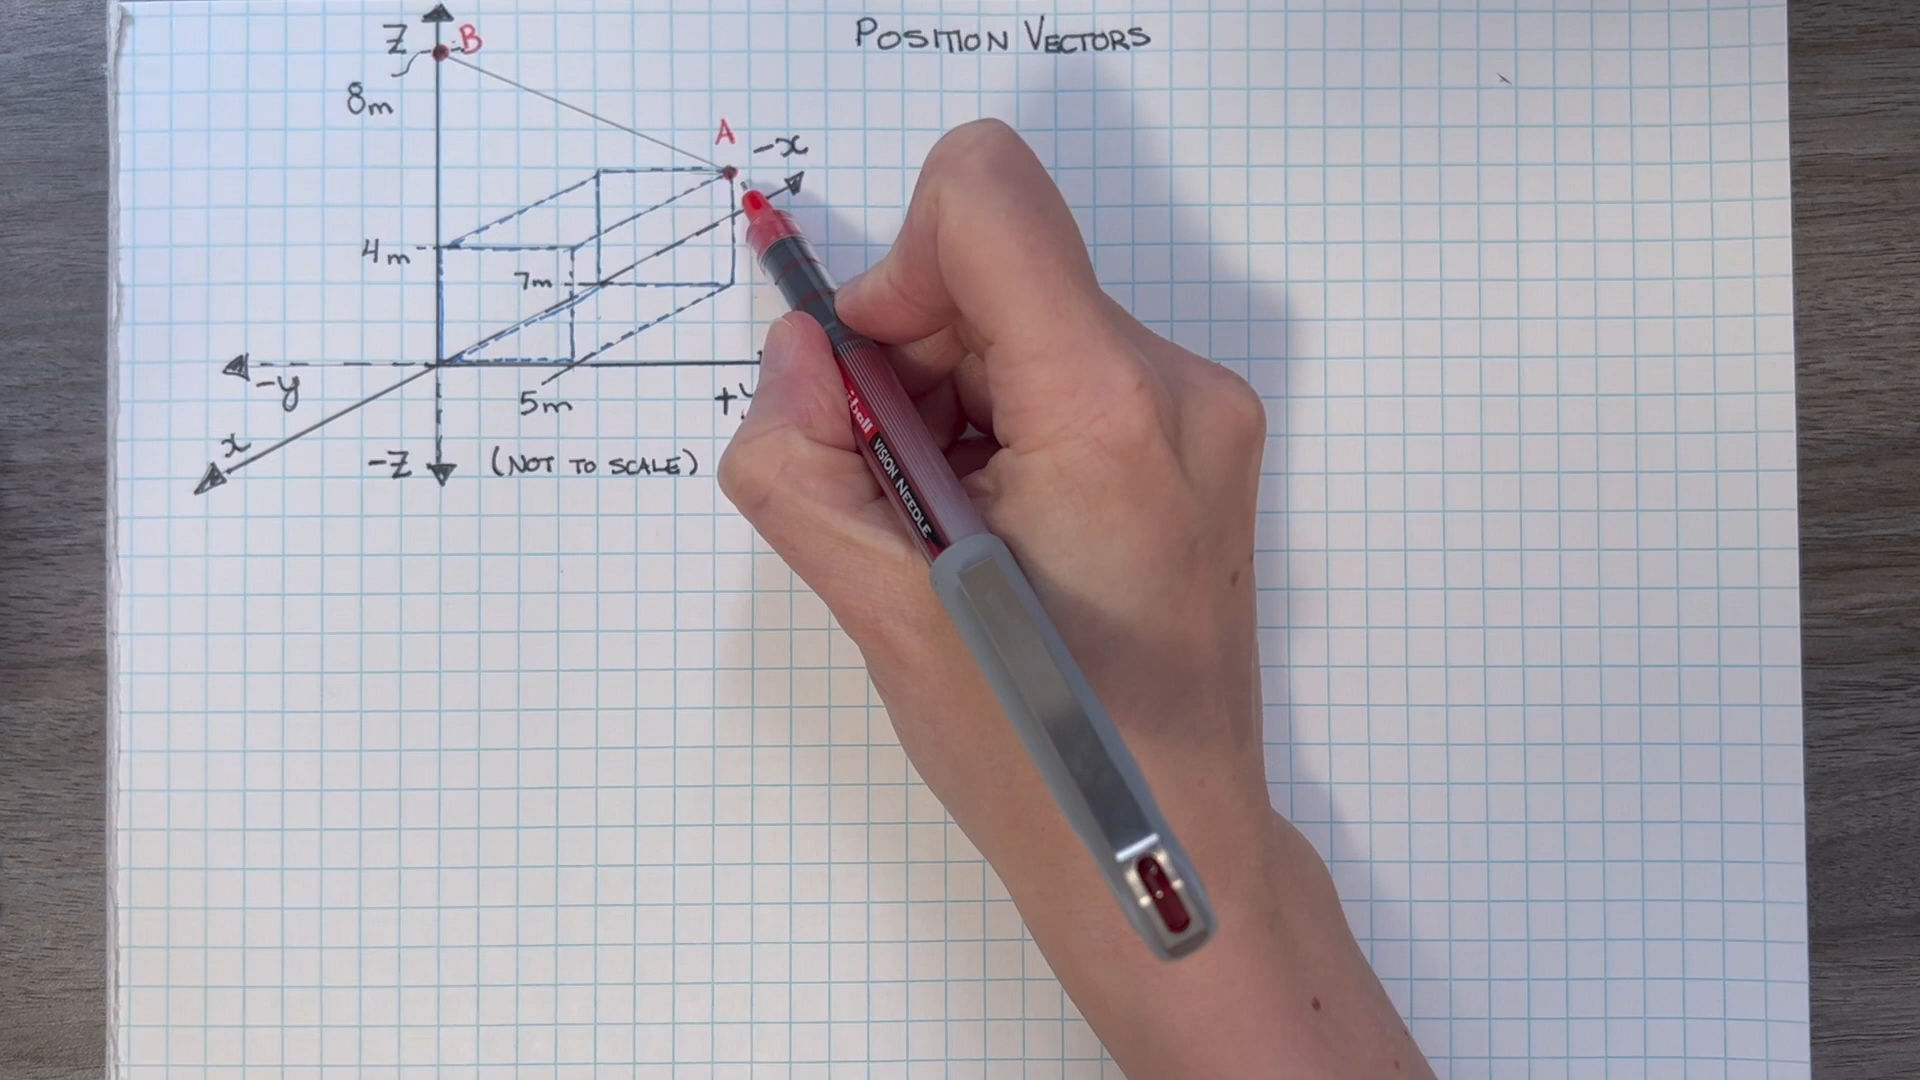 POSITION VECTORS
Z
B
8m
A
-x
4m
7m
-y
5m
+y
x
-Z
(NOT TO SCALE)
VISION NEEDLE